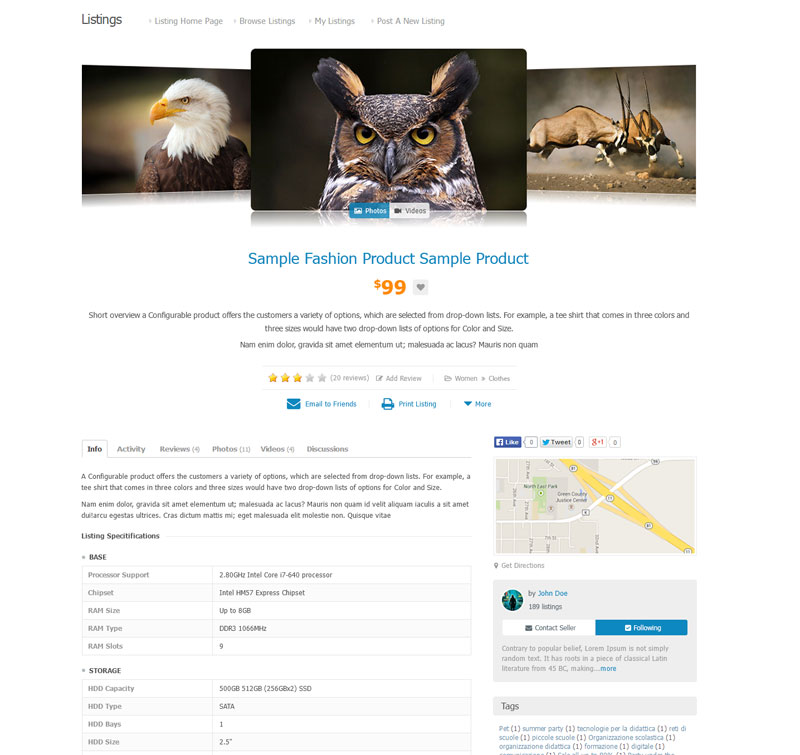 Listings
Listing Home Page
Browse Listings
My Listings
Post A New Listing
Photos
Videos
Sample Fashion Product Sample Product
$99
Short overview a Configurable product offers the customers a variety of options, which are selected from drop-down lists. For example, a tee shirt that comes in three colors and
three sizes would have two drop-down lists of options for Color and Size.
Nam enim dolor, gravida sit amet elementum ut; malesuada ac lacus? Mauris non quam
(20 reviews) Add Review Women » Clothes
Email to Friends Print Listing More
Info Activity Reviews (4) Photos (11) Videos (4) Discussions
A Configurable product offers the customers a variety of options, which are selected from drop-down lists. For example, a
tee shirt that comes in three colors and three sizes would have two drop-down lists of options for Color and Size.
Nam enim dolor, gravida sit amet elementum ut; malesuada ac lacus? Mauris non quam id velit aliquam iaculis a sit amet
dui!arcu egestas ultrices. Cras dictum mattis mi; eget malesuada elit molestie non. Quisque vitae
Listing Specifications
BASE
Processor Support 2.80GHz Intel Core i7-640 processor
Chipset Intel HM57 Express Chipset
RAM Size Up to 8GB
RAM Type DDR3 1066MHz
RAM Slots 9
STORAGE
HDD Capacity 500GB 512GB (256GBx2) SSD
HDD Type SATA
HDD Bays 1
HDD Size 2.5"
Like 0 Tweet 0 g+1 0
North East Park
Green County
Justice Center
7th St
Get Directions
by John Doe
189 listings
Contact Seller Following
Contrary to popular belief, Lorem Ipsum is not simply
random text. It has roots in a piece of classical Latin
literature from 45 BC, making...more
Tags
Pet (1) summer party (1) tecnologie per la didattica (1) reti di
scuole (1) piccole scuole (1) Organizzazione scolastica (1)
organizzazione didattica (1) formazione (1) digitale (1)